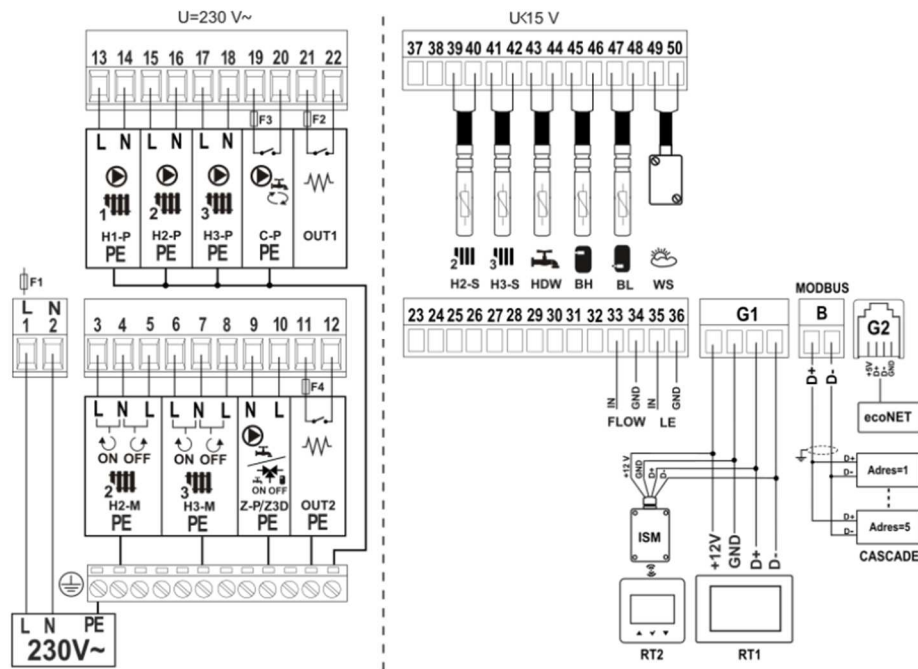 U=230 V~
U<15 V
13 14 15 16 17 18 19 20 21 22
37 38 39 40 41 42 43 44 45 46 47 48 49 50
F3 F2
L N L N L N
1 2 3
H1-P H2-P H3-P C-P OUT1
PE PE PE PE
2 3
H2-S H3-S HDW BH BL WS
F1
L N
1 2
3 4 5 6 7 8 9 10 11 12
23 24 25 26 27 28 29 30 31 32 33 34 35 36
G1
MODBUS
B
G2
+5V D+ D- GND
ecoNET
F4
L N L L N L N L
ON OFF ON OFF
ON OFF
2 3
H2-M H3-M Z-P/Z3D OUT2
PE PE PE PE
IN GND IN GND
FLOW LE
D+ D-
+12 V GND D+ D-
D+
D-
Adres=1
D+
D-
Adres=5
CASCADE
ISM
+12V GND D+ D-
RT2 RT1
L N PE
230V~